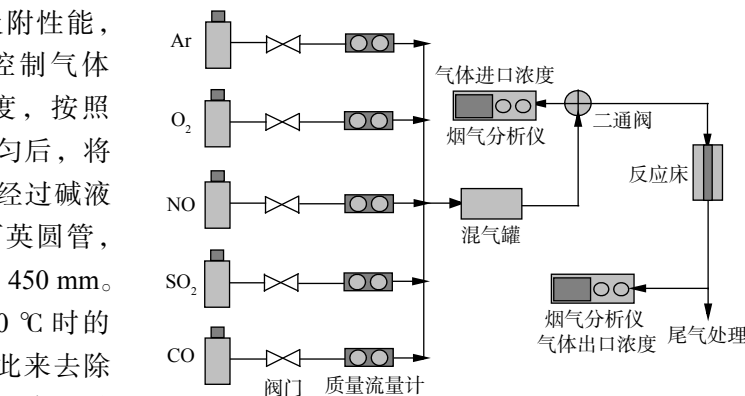 附性能，
控制气体
度，按照
匀后，将
经过碱液
英圆管，
450 mm。
0 ℃ 时的
此来去除
Ar
O₂
NO
SO₂
CO
阀门
质量流量计
混气罐
气体进口浓度
烟气分析仪
二通阀
反应床
烟气分析仪
气体出口浓度
尾气处理